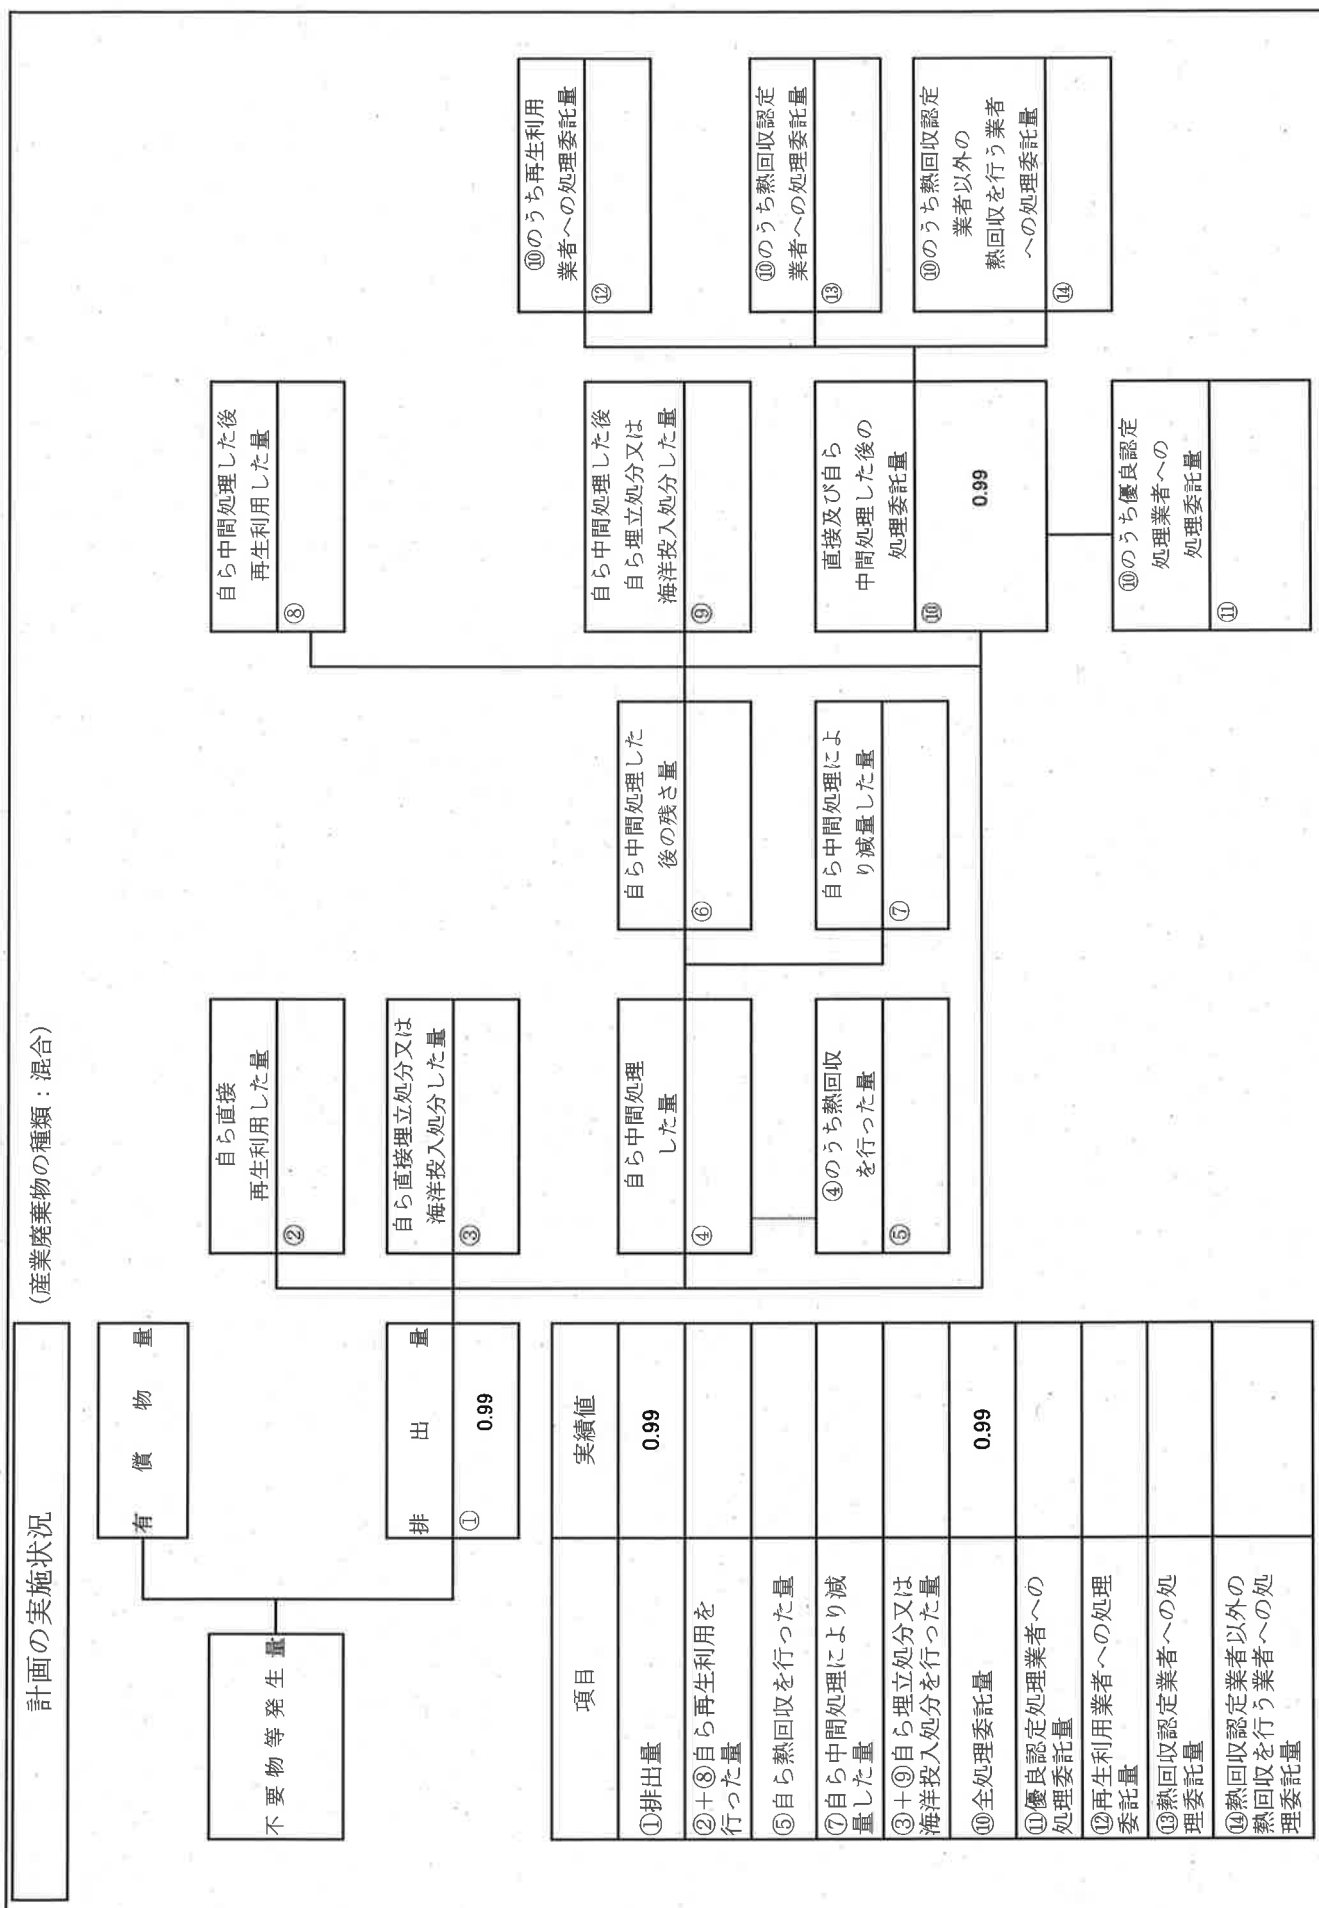 計画の実施状況
（産業廃棄物の種類：混合）
不要物等発生量
有償物量
排出量
①
0.99
自ら直接
再生利用した量
②
自ら直接埋立処分又は
海洋投入処分した量
③
自ら中間処理
した量
④
④のうち熱回収
を行った量
⑤
自ら中間処理した
後の残さ量
⑥
自ら中間処理によ
り減量した量
⑦
自ら中間処理した後
再生利用した量
⑧
自ら中間処理した後
自ら埋立処分又は
海洋投入処分した量
⑨
直接及び自ら
中間処理した後の
処理委託量
⑩
0.99
⑩のうち優良認定
処理業者への
処理委託量
⑪
⑩のうち再生利用
業者への処理委託量
⑫
⑩のうち熱回収認定
業者への処理委託量
⑬
⑩のうち熱回収認定
業者以外の
熱回収を行う業者
への処理委託量
⑭
項目 実績値
①排出量 0.99
②＋⑧自ら再生利用を
行った量
⑤自ら熱回収を行った量
⑦自ら中間処理により減
量した量
③＋⑨自ら埋立処分又は
海洋投入処分を行った量
⑩全処理委託量 0.99
⑪優良認定処理業者への
処理委託量
⑫再生利用業者への処理
委託量
⑬熱回収認定業者への処
理委託量
⑭熱回収認定業者以外の
熱回収を行う業者への処
理委託量